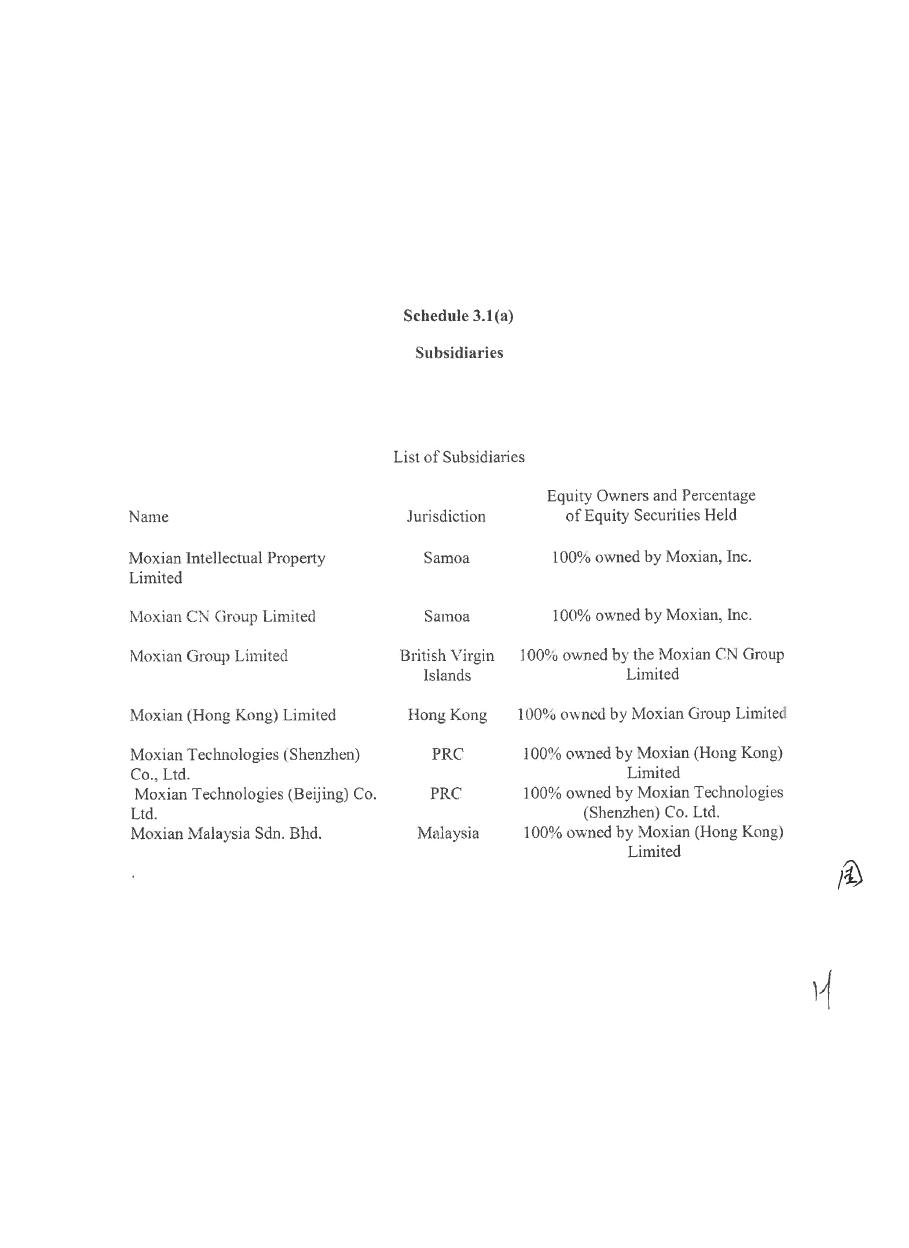 Schedule 3.1(a)
Subsidiaries
List of Subsidiaries
Equity Owners and Percentage
Name Jurisdiction of Equity Securities Held
Moxian Intellectual Property Samoa 100% owned by Moxian, Inc.
Limited
Moxian CN Group Limited Samoa 100% owned by Moxian, Inc.
Moxian Group Limited British Virgin 100% owned by the Moxian CN Group
Islands Limited
Moxian (Hong Kong) Limited Hong Kong 100% owned by Moxian Group Limited
Moxian Technologies (Shenzhen) PRC 100% owned by Moxian (Hong Kong)
Co., Ltd. Limited
Moxian Technologies (Beijing) Co. PRC 100% owned by Moxian Technologies
Ltd. (Shenzhen) Co. Ltd.
Moxian Malaysia Sdn. Bhd. Malaysia 100% owned by Moxian (Hong Kong)
Limited